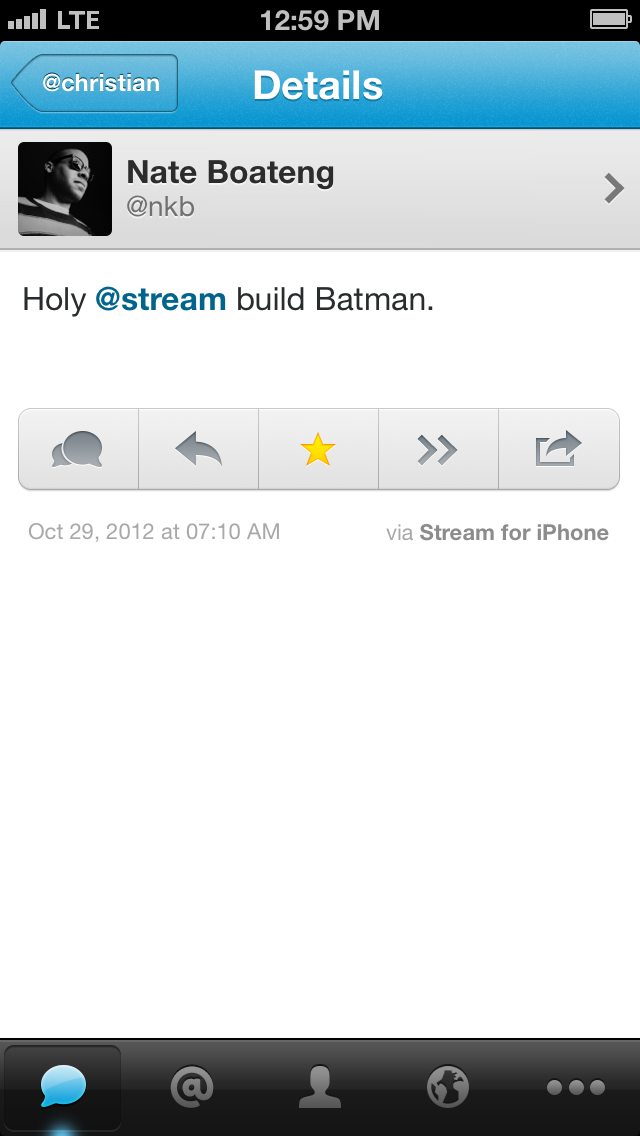 LTE 12:59 PM
@christian Details
Nate Boateng
@nkb
Holy @stream build Batman.
Oct 29, 2012 at 07:10 AM via Stream for iPhone
@